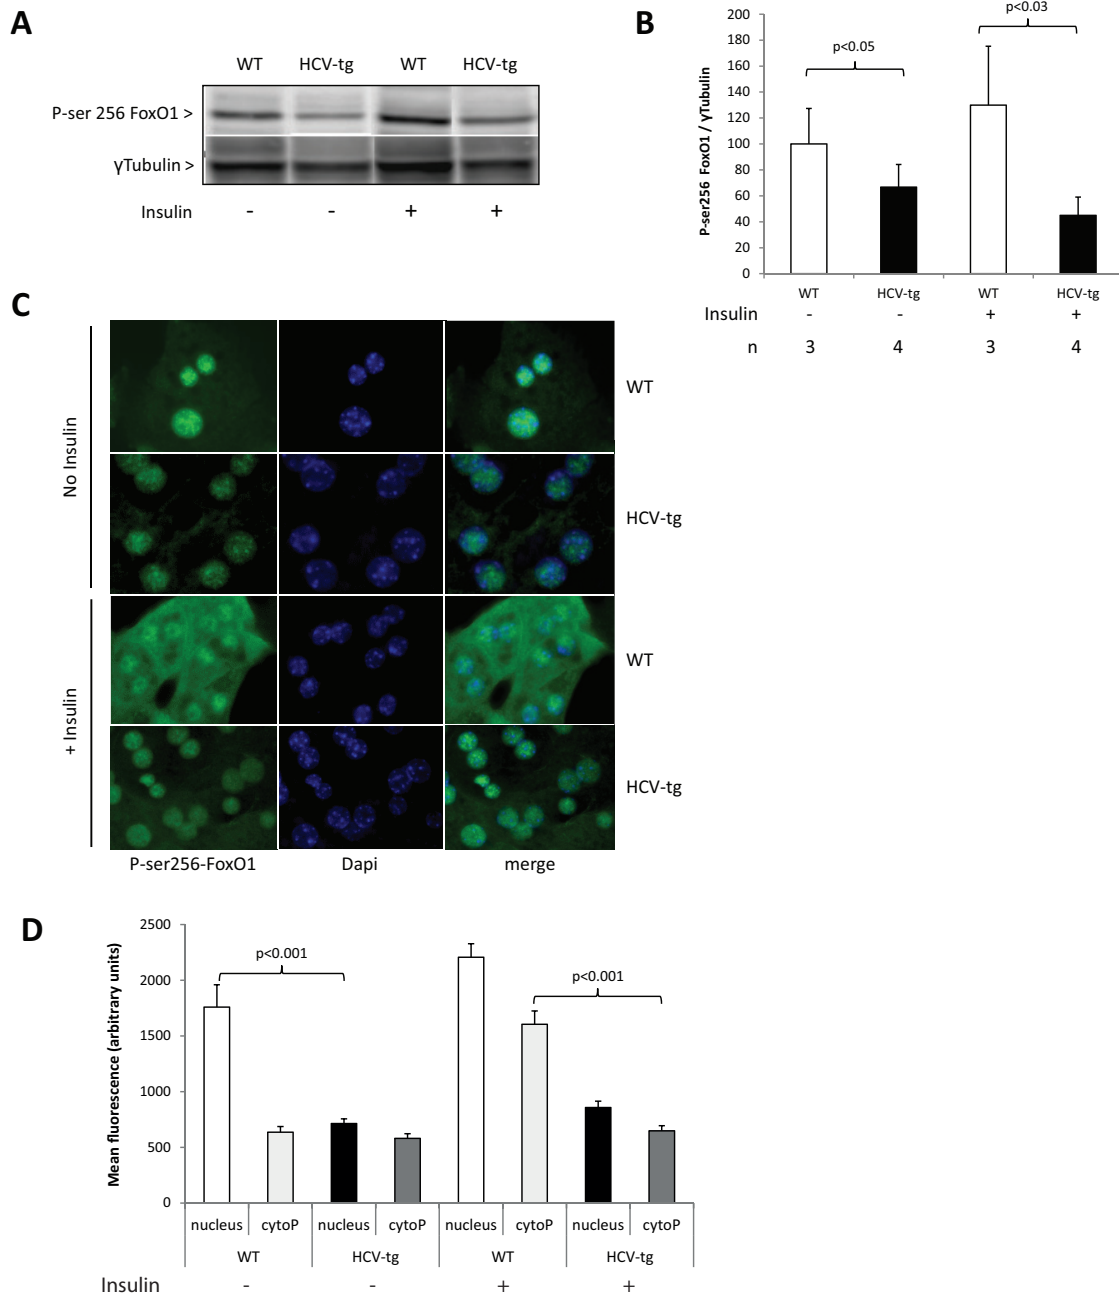 A
WT HCV-tg WT HCV-tg
P-ser 256 FoxO1 >
γTubulin >
Insulin - - + +
B
P-ser256 FoxO1 / γTubulin
200
180
160
140
120
100
80
60
40
20
0
p<0.05
p<0.03
WT HCV-tg WT HCV-tg
Insulin - - + +
n 3 4 3 4
C
No Insulin
+ Insulin
WT
HCV-tg
WT
HCV-tg
P-ser256-FoxO1 Dapi merge
D
Mean fluorescence (arbitrary units)
2500
2000
1500
1000
500
0
p<0.001
p<0.001
nucleus cytoP nucleus cytoP nucleus cytoP nucleus cytoP
WT HCV-tg WT HCV-tg
Insulin - - + +